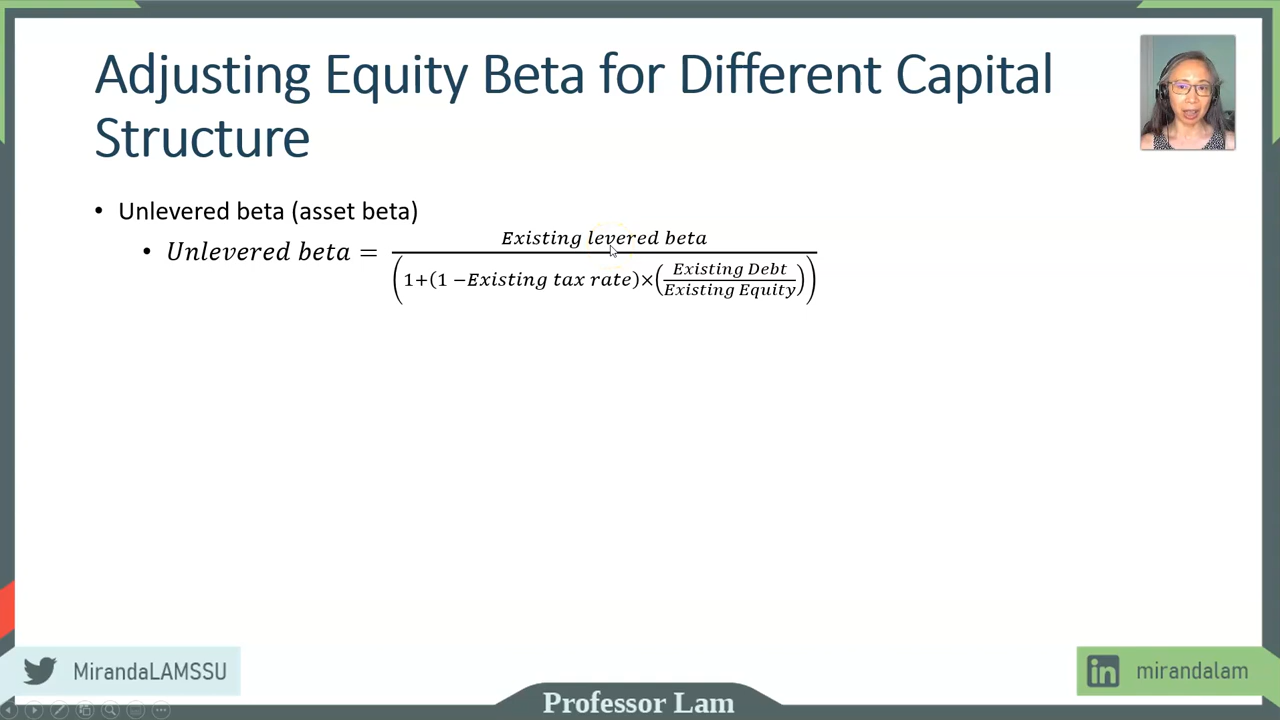 Adjusting Equity Beta for Different Capital
Structure
• Unlevered beta (asset beta)
• Unlevered beta = Existing levered beta / (1+(1 −Existing tax rate)×(Existing Debt / Existing Equity))
MirandaLAMSSU
Professor Lam
in mirandalam